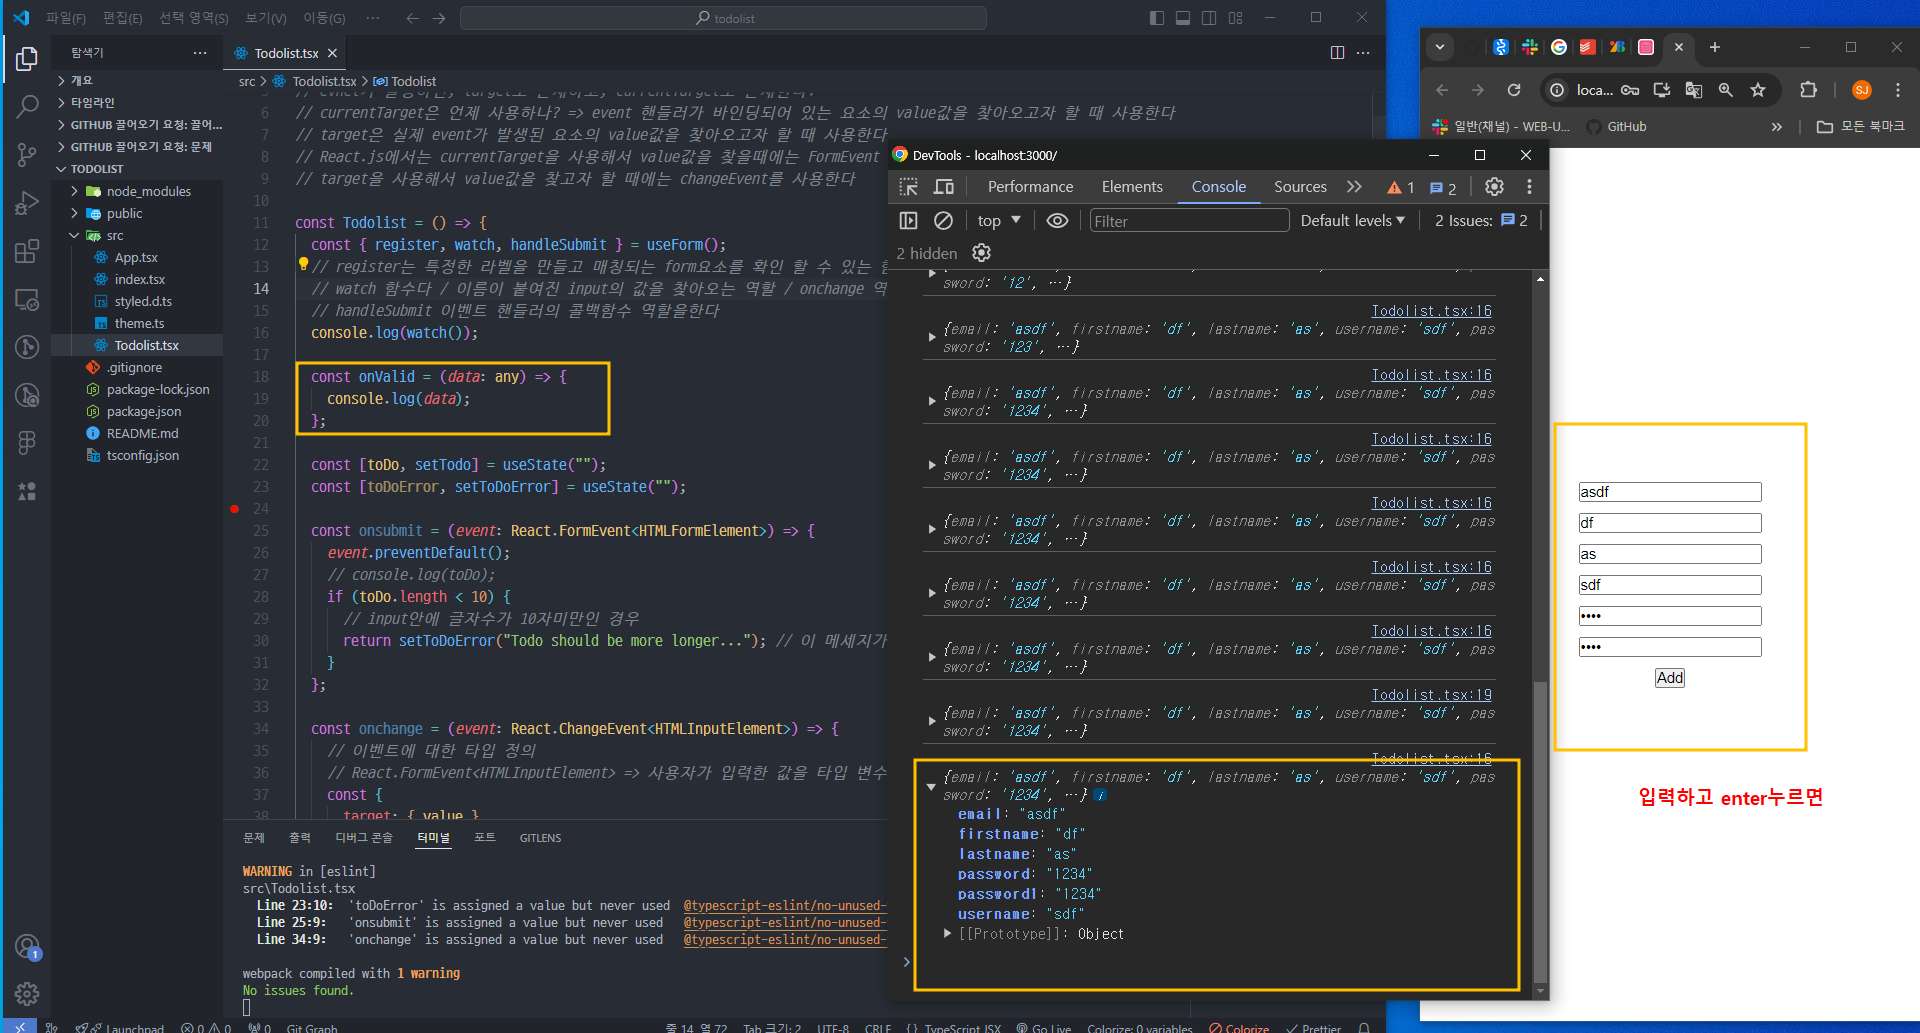 파일(F) 편집(E) 선택 영역(S) 보기(V) 이동(G) ··· todolist
탐색기 ···
개요
타임라인
GITHUB 끌어오기 요청: 끌어...
GITHUB 끌어오기 요청: 문제
TODOLIST
node_modules
public
src
App.tsx
index.tsx
styled.d.ts
theme.ts
Todolist.tsx
.gitignore
package-lock.json
package.json
README.md
tsconfig.json
Todolist.tsx
src > Todolist.tsx > Todolist
6 // currentTarget은 언제 사용하나? => event 핸들러가 바인딩되어 있는 요소의 value값을 찾아오고자 할 때 사용한다
7 // target은 실제 event가 발생된 요소의 value값을 찾아오고자 할 때 사용한다
8 // React.js에서는 currentTarget을 사용해서 value값을 찾을때에는 FormEvent
9 // target을 사용해서 value값을 찾고자 할 때에는 changeEvent를 사용한다
10
11 const Todolist = () => {
12 const { register, watch, handleSubmit } = useForm();
13 // register는 특정한 라벨을 만들고 매칭되는 form요소를 확인 할 수 있는
14 // watch 함수다 / 이름이 붙여진 input의 값을 찾아오는 역할 / onchange 역
15 // handleSubmit 이벤트 핸들러의 콜백함수 역할을한다
16 console.log(watch());
17
18 const onValid = (data: any) => {
19 console.log(data);
20 };
21
22 const [toDo, setTodo] = useState("");
23 const [toDoError, setToDoError] = useState("");
24
25 const onsubmit = (event: React.FormEvent<HTMLFormElement>) => {
26 event.preventDefault();
27 // console.log(toDo);
28 if (toDo.length < 10) {
29 // input안에 글자수가 10자미만인 경우
30 return setToDoError("Todo should be more longer..."); // 이 메세지가
31 }
32 };
33
34 const onchange = (event: React.ChangeEvent<HTMLInputElement>) => {
35 // 이벤트에 대한 타입 정의
36 // React.FormEvent<HTMLInputElement> => 사용자가 입력한 값을 타입 변수
37 const {
38 target: { value }
문제 출력 디버그 콘솔 터미널 포트 GITLENS
WARNING in [eslint]
src\Todolist.tsx
Line 23:10: 'toDoError' is assigned a value but never used @typescript-eslint/no-unused-
Line 25:9: 'onsubmit' is assigned a value but never used @typescript-eslint/no-unused-
Line 34:9: 'onchange' is assigned a value but never used @typescript-eslint/no-unused-
webpack compiled with 1 warning
No issues found.
1
Launchpad 0 0 0 Git Graph 줄 14, 열 72 Tab 크기: 2 UTF-8 CRLF {} TypeScript JSX Go Live Colorize: 0 variables Colorize Prettier
DevTools - localhost:3000/
Performance Elements Console Sources 1 2
top Filter Default levels 2 Issues: 2
2 hidden
sword: '12', …}
Todolist.tsx:16
{email: 'asdf', firstname: 'df', lastname: 'as', username: 'sdf', pas
sword: '123', …}
Todolist.tsx:16
{email: 'asdf', firstname: 'df', lastname: 'as', username: 'sdf', pas
sword: '1234', …}
Todolist.tsx:16
{email: 'asdf', firstname: 'df', lastname: 'as', username: 'sdf', pas
sword: '1234', …}
Todolist.tsx:16
{email: 'asdf', firstname: 'df', lastname: 'as', username: 'sdf', pas
sword: '1234', …}
Todolist.tsx:16
{email: 'asdf', firstname: 'df', lastname: 'as', username: 'sdf', pas
sword: '1234', …}
Todolist.tsx:16
{email: 'asdf', firstname: 'df', lastname: 'as', username: 'sdf', pas
sword: '1234', …}
Todolist.tsx:19
{email: 'asdf', firstname: 'df', lastname: 'as', username: 'sdf', pas
sword: '1234', …}
Todolist.tsx:16
{email: 'asdf', firstname: 'df', lastname: 'as', username: 'sdf', pas
sword: '1234', …} i
email: "asdf"
firstname: "df"
lastname: "as"
password: "1234"
password1: "1234"
username: "sdf"
[[Prototype]]: Object
loca... SJ
일반(채널) - WEB-U... GitHub 모든 북마크
asdf
df
as
sdf
••••
••••
Add
입력하고 enter누르면